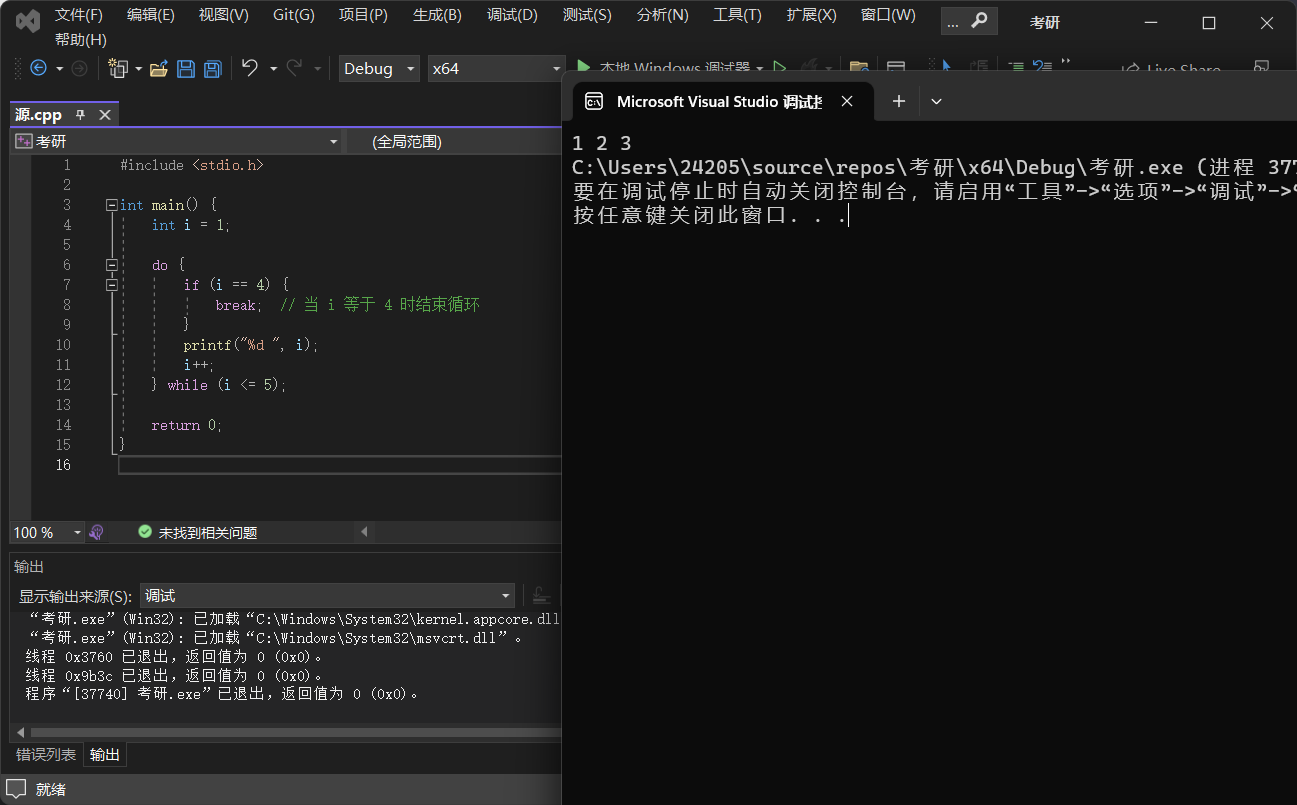 文件(F) 编辑(E) 视图(V) Git(G) 项目(P) 生成(B) 调试(D) 测试(S) 分析(N) 工具(T) 扩展(X) 窗口(W) ... 考研
帮助(H)
Debug x64 本地 Windows 调试器 Live Share
源.cpp
考研 (全局范围)
1 #include <stdio.h>
2
3 int main() {
4 int i = 1;
5
6 do {
7 if (i == 4) {
8 break; // 当 i 等于 4 时结束循环
9 }
10 printf("%d ", i);
11 i++;
12 } while (i <= 5);
13
14 return 0;
15 }
16
100 % 未找到相关问题
输出
显示输出来源(S): 调试
“考研.exe”(Win32): 已加载“C:\Windows\System32\kernel.appcore.dll
“考研.exe”(Win32): 已加载“C:\Windows\System32\msvcrt.dll”。
线程 0x3760 已退出，返回值为 0 (0x0)。
线程 0x9b3c 已退出，返回值为 0 (0x0)。
程序“[37740] 考研.exe”已退出，返回值为 0 (0x0)。
错误列表 输出
就绪
Microsoft Visual Studio 调试
1 2 3
C:\Users\24205\source\repos\考研\x64\Debug\考研.exe (进程 377
要在调试停止时自动关闭控制台，请启用“工具”->“选项”->“调试”->“
按任意键关闭此窗口. . .